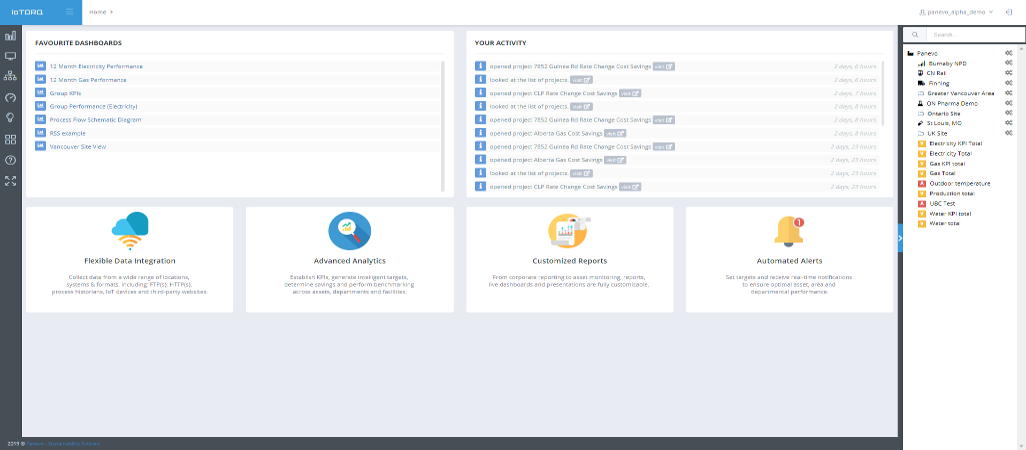 IoTORQ
Home
panevo_alpha_demo
FAVOURITE DASHBOARDS
12 Month Electricity Performance
12 Month Gas Performance
Group KPIs
Group Performance (Electricity)
Process Flow Schematic Diagram
RSS example
Vancouver Site View
YOUR ACTIVITY
opened project 7852 Guinea Rd Rate Change Cost Savings visit 2 days, 6 hours
looked at the list of projects. visit 2 days, 6 hours
opened project CLP Rate Change Cost Savings visit 2 days, 7 hours
looked at the list of projects. visit 2 days, 8 hours
opened project 7852 Guinea Rd Rate Change Cost Savings visit 2 days, 8 hours
opened project Alberta Gas Cost Savings visit 2 days, 8 hours
opened project 7852 Guinea Rd Rate Change Cost Savings visit 2 days, 23 hours
opened project Alberta Gas Cost Savings visit 2 days, 23 hours
looked at the list of projects. visit 2 days, 23 hours
opened project CLP Rate Change Cost Savings visit 2 days, 23 hours
Flexible Data Integration
Collect data from a wide range of locations,
systems & formats, including: FTP(S), HTTP(S),
process historians, IoT devices and third-party websites.
Advanced Analytics
Establish KPIs, generate intelligent targets,
determine savings and perform benchmarking
across assets, departments and facilities.
Customized Reports
From corporate reporting to asset monitoring, reports,
live dashboards and presentations are fully customizable.
1
Automated Alerts
Set targets and receive real-time notifications
to ensure optimal asset, area and
departmental performance.
Search...
Panevo
Burnaby NPD
CN Rail
Finning
Greater Vancouver Area
ON Pharma Demo
Ontario Site
St Louis, MO
UK Site
Electricity KPI Total
Electricity Total
Gas KPI total
Gas Total
Outdoor temperature
Production total
UBC Test
Water KPI total
Water total
2019 ©